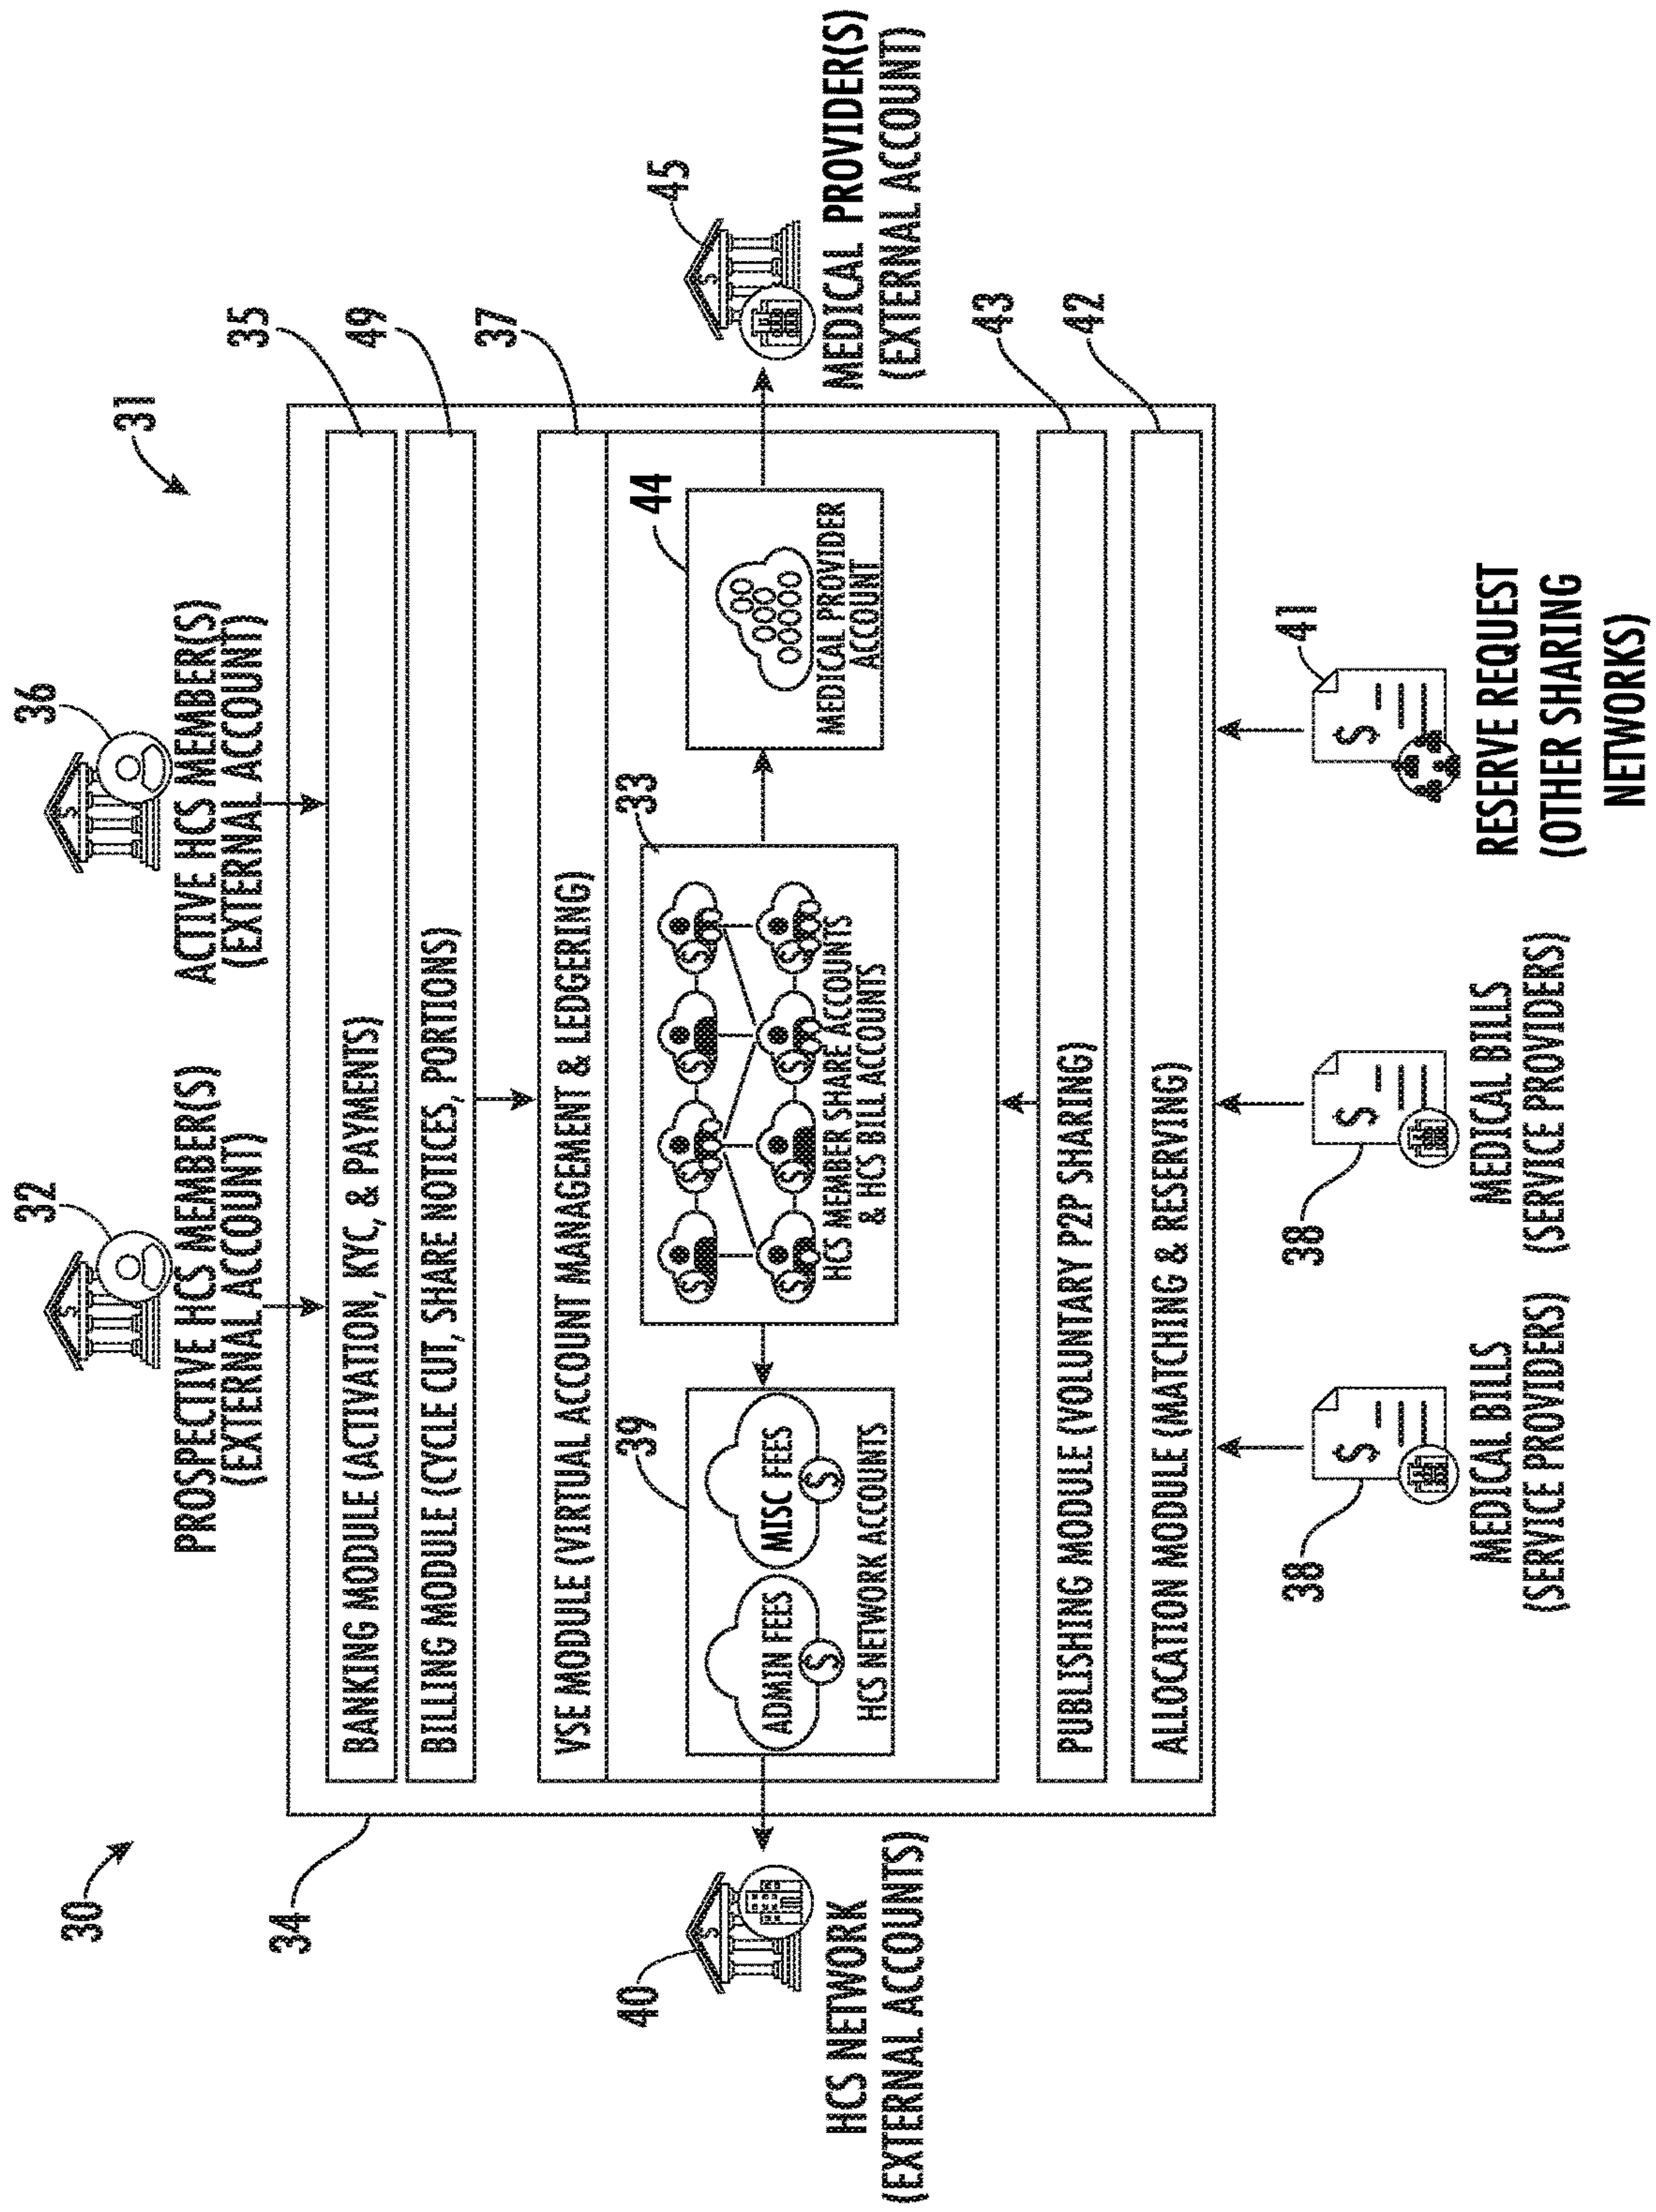 30
31
32
36
PROSPECTIVE HCS MEMBER(S)
(EXTERNAL ACCOUNT)
ACTIVE HCS MEMBER(S)
(EXTERNAL ACCOUNT)
34
35
BANKING MODULE (ACTIVATION, KYC, & PAYMENTS)
49
BILLING MODULE (CYCLE CUT, SHARE NOTICES, PORTIONS)
37
VSE MODULE (VIRTUAL ACCOUNT MANAGEMENT & LEDGERING)
40
HCS NETWORK
(EXTERNAL ACCOUNTS)
39
ADMIN FEES
$
MISC FEES
$
HCS NETWORK ACCOUNTS
33
$ $ $ $
$ $ $ $
HCS MEMBER SHARE ACCOUNTS
& HCS BILL ACCOUNTS
44
MEDICAL PROVIDER
ACCOUNT
45
MEDICAL PROVIDER(S)
(EXTERNAL ACCOUNT)
43
PUBLISHING MODULE (VOLUNTARY P2P SHARING)
42
ALLOCATION MODULE (MATCHING & RESERVING)
38
$
MEDICAL BILLS
(SERVICE PROVIDERS)
38
$
MEDICAL BILLS
(SERVICE PROVIDERS)
41
$
RESERVE REQUEST
(OTHER SHARING
NETWORKS)